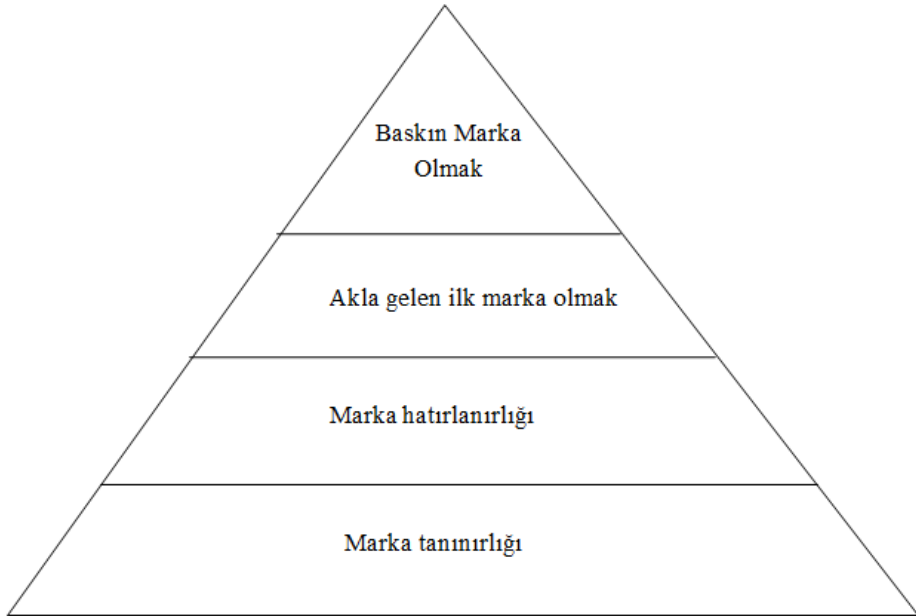 Baskın Marka
Olmak
Akla gelen ilk marka olmak
Marka hatırlanırlığı
Marka tanınırlığı